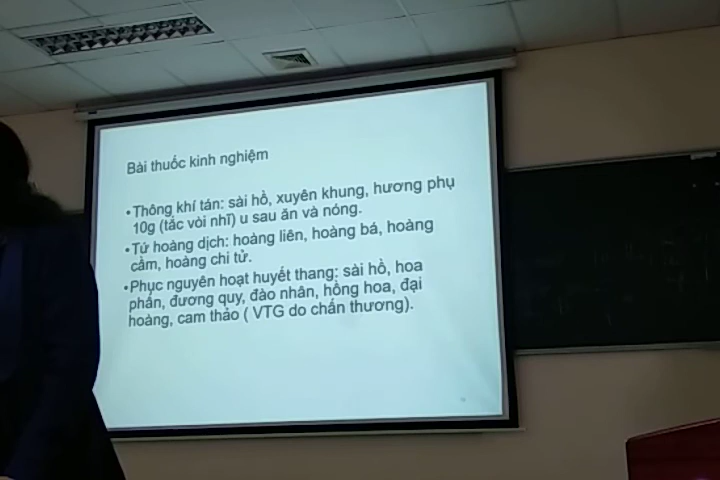 Bài thuốc kinh nghiệm
•Thông khí tán: sài hồ, xuyên khung, hương phụ
10g (tắc vòi nhĩ) u sau ăn và nóng.
•Tứ hoàng dịch: hoàng liên, hoàng bá, hoàng
cầm, hoàng chi tử.
•Phục nguyên hoạt huyết thang: sài hồ, hoa
phấn, đương quy, đào nhân, hồng hoa, đại
hoàng, cam thảo ( VTG do chấn thương).